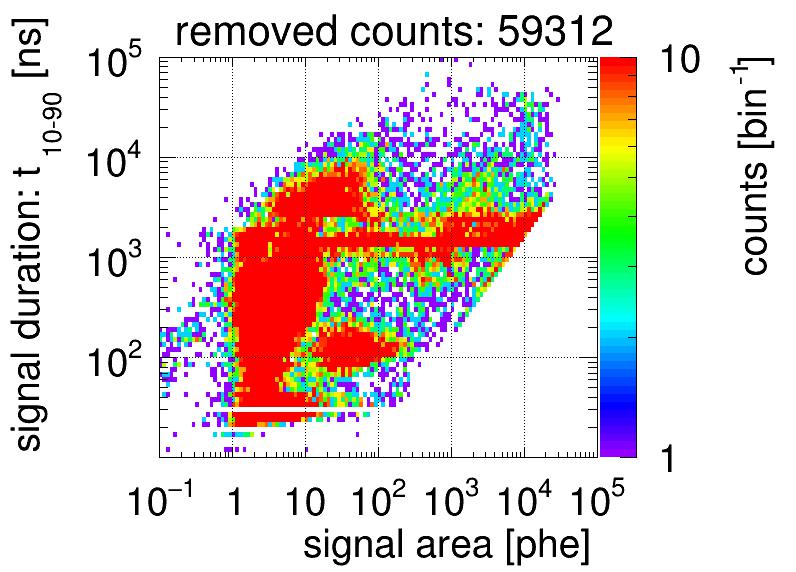 removed counts: 59312
signal duration: t 10-90 [ns]
10^5
10^4
10^3
10^2
10^-1 1 10 10^2 10^3 10^4 10^5
signal area [phe]
10
1
counts [bin^-1]